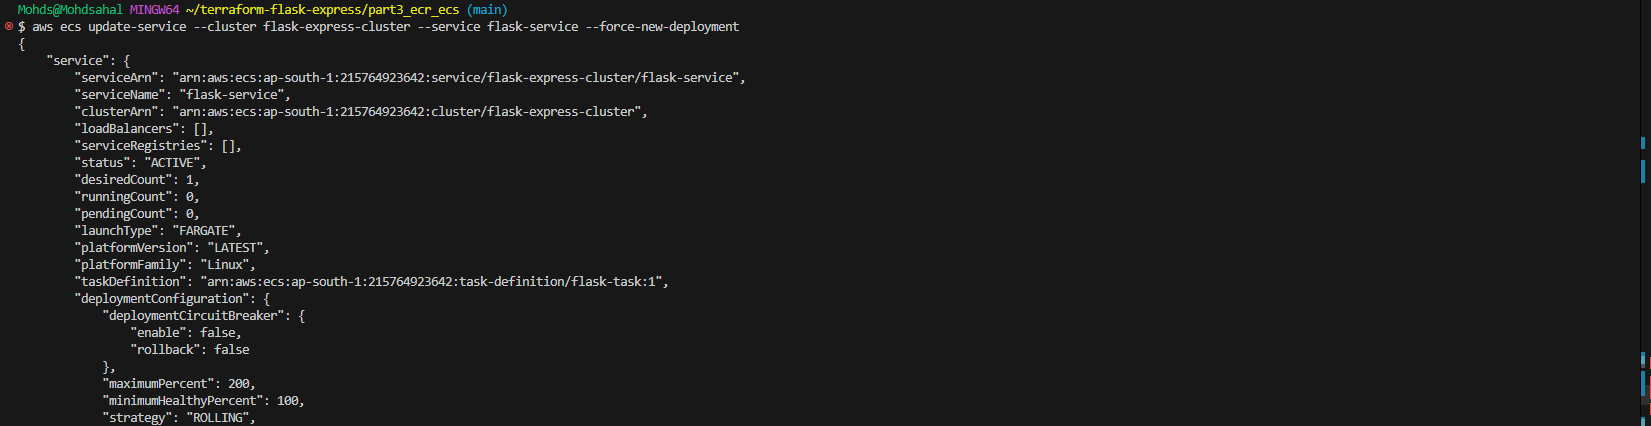 Mohds@Mohdsahal MINGW64 ~/terraform-flask-express/part3_ecr_ecs (main)
$ aws ecs update-service --cluster flask-express-cluster --service flask-service --force-new-deployment
{
    "service": {
        "serviceArn": "arn:aws:ecs:ap-south-1:215764923642:service/flask-express-cluster/flask-service",
        "serviceName": "flask-service",
        "clusterArn": "arn:aws:ecs:ap-south-1:215764923642:cluster/flask-express-cluster",
        "loadBalancers": [],
        "serviceRegistries": [],
        "status": "ACTIVE",
        "desiredCount": 1,
        "runningCount": 0,
        "pendingCount": 0,
        "launchType": "FARGATE",
        "platformVersion": "LATEST",
        "platformFamily": "Linux",
        "taskDefinition": "arn:aws:ecs:ap-south-1:215764923642:task-definition/flask-task:1",
        "deploymentConfiguration": {
            "deploymentCircuitBreaker": {
                "enable": false,
                "rollback": false
            },
            "maximumPercent": 200,
            "minimumHealthyPercent": 100,
            "strategy": "ROLLING",